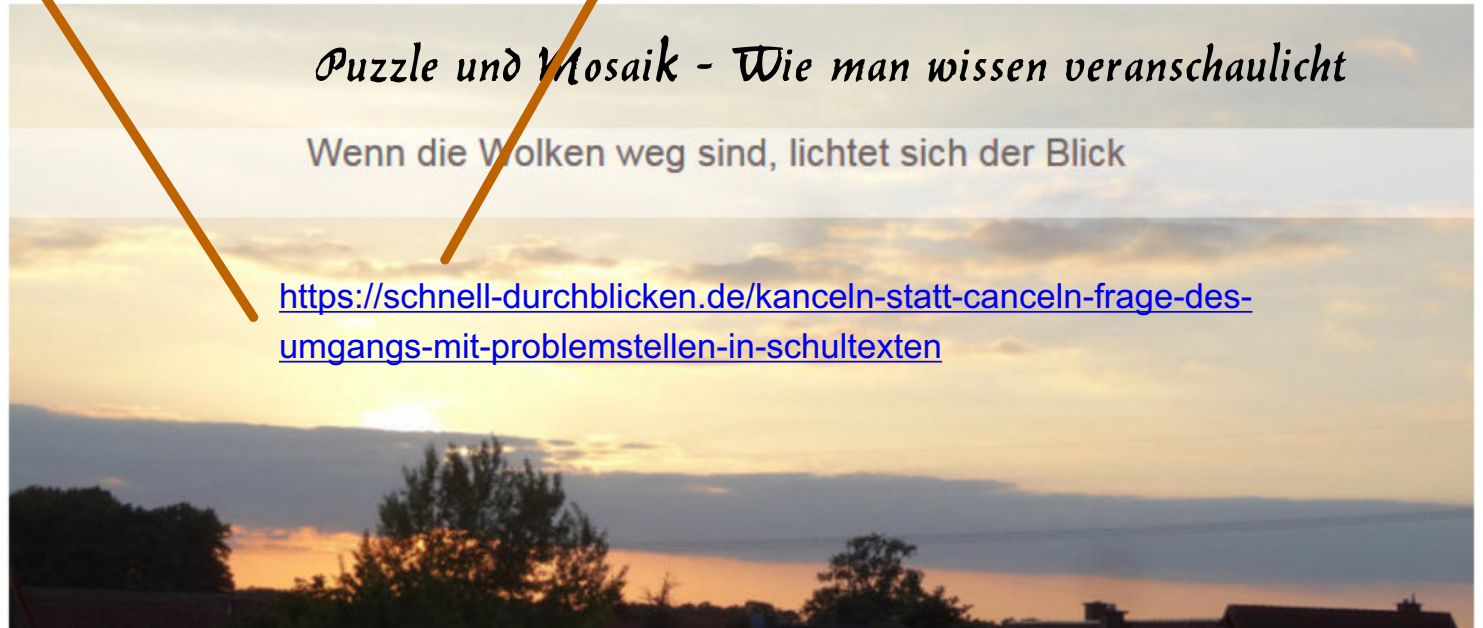 Puzzle und Mosaik - Wie man wissen veranschaulicht
Wenn die Wolken weg sind, lichtet sich der Blick
https://schnell-durchblicken.de/kanceln-statt-canceln-frage-des-
umgangs-mit-problemstellen-in-schultexten